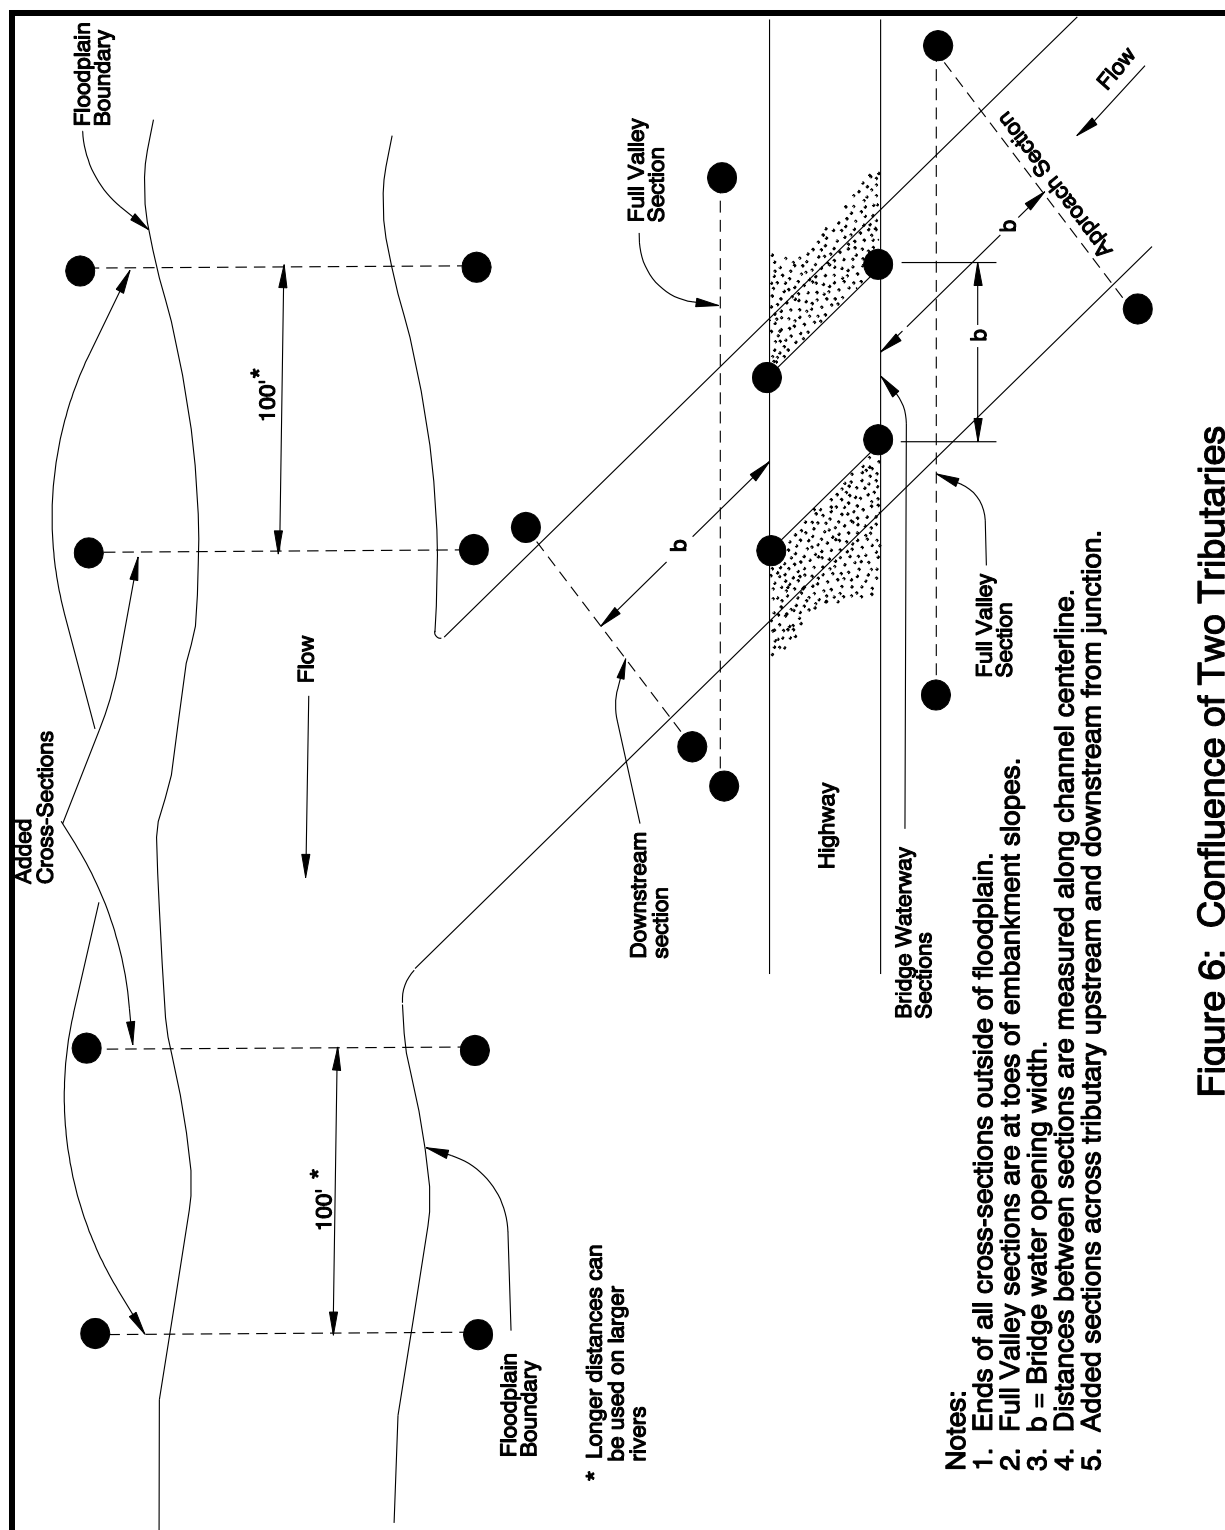 Added
Cross-Sections
Floodplain
Boundary
100'*
100' *
Flow
Floodplain
Boundary
* Longer distances can
be used on larger
rivers
Downstream
section
b
Full Valley
Section
Highway
Bridge Waterway
Sections
b
b
Full Valley
Section
Approach Section
Flow
Notes:
1. Ends of all cross-sections outside of floodplain.
2. Full Valley sections are at toes of embankment slopes.
3. b = Bridge water opening width.
4. Distances between sections are measured along channel centerline.
5. Added sections across tributary upstream and downstream from junction.
Figure 6: Confluence of Two Tributaries